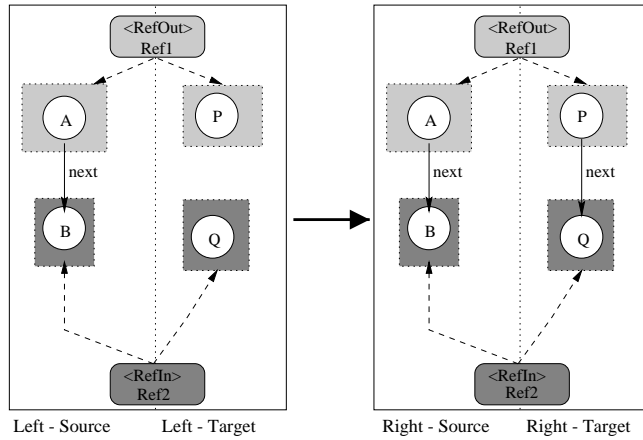 <RefOut>
Ref1
A
P
next
B
Q
<RefIn>
Ref2
Left - Source
Left - Target
<RefOut>
Ref1
A
P
next
next
B
Q
<RefIn>
Ref2
Right - Source
Right - Target